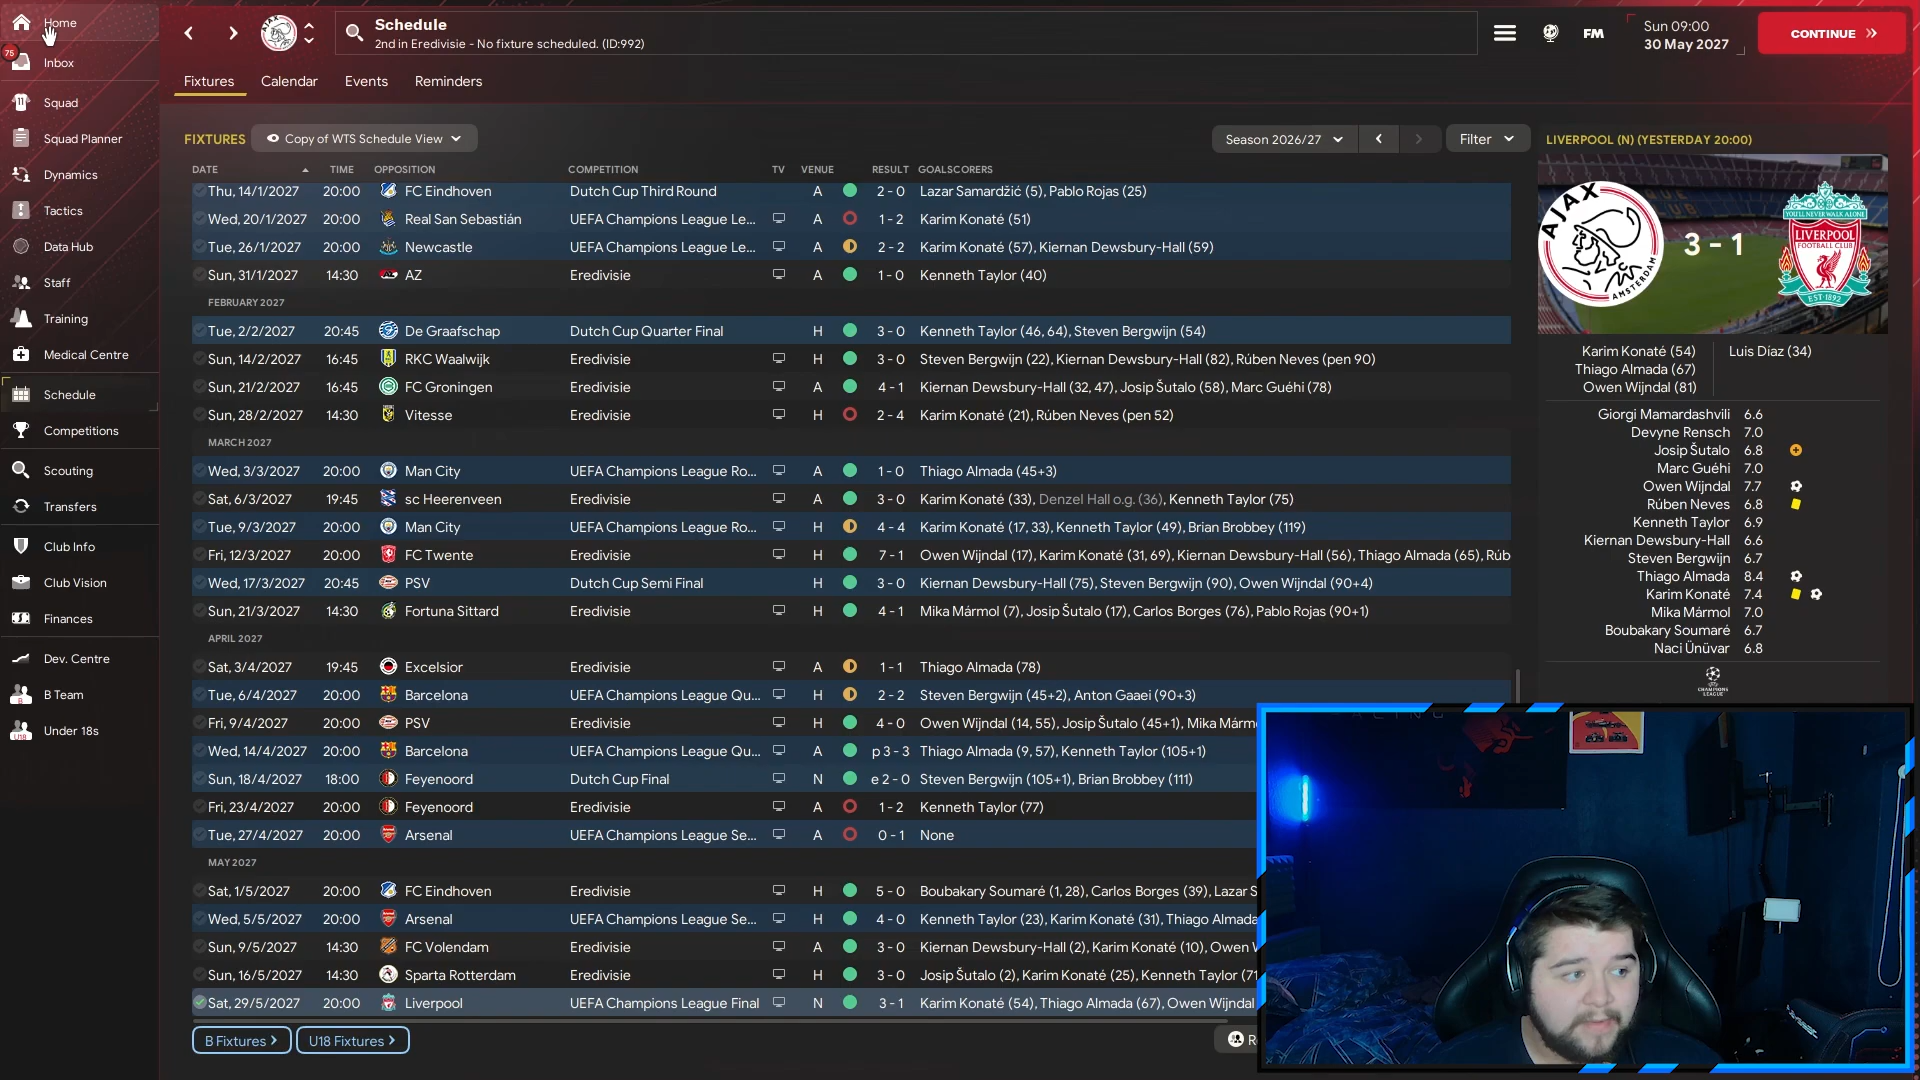 Home
75
Inbox
Squad
Squad Planner
Dynamics
Tactics
Data Hub
Staff
Training
Medical Centre
Schedule
Competitions
Scouting
Transfers
Club Info
Club Vision
Finances
Dev. Centre
B Team
Under 18s
Schedule
2nd in Eredivisie - No fixture scheduled. (ID:992)
FM
Sun 09:00
30 May 2027
CONTINUE
Fixtures Calendar Events Reminders
FIXTURES Copy of WTS Schedule View
Season 2026/27
Filter
DATE TIME OPPOSITION COMPETITION TV VENUE RESULT GOALSCORERS
Thu, 14/1/2027 20:00 FC Eindhoven Dutch Cup Third Round A 2 - 0 Lazar Samardžić (5), Pablo Rojas (25)
Wed, 20/1/2027 20:00 Real San Sebastián UEFA Champions League Le... A 1 - 2 Karim Konaté (51)
Tue, 26/1/2027 20:00 Newcastle UEFA Champions League Le... A 2 - 2 Karim Konaté (57), Kiernan Dewsbury-Hall (59)
Sun, 31/1/2027 14:30 AZ Eredivisie A 1 - 0 Kenneth Taylor (40)
FEBRUARY 2027
Tue, 2/2/2027 20:45 De Graafschap Dutch Cup Quarter Final H 3 - 0 Kenneth Taylor (46, 64), Steven Bergwijn (54)
Sun, 14/2/2027 16:45 RKC Waalwijk Eredivisie H 3 - 0 Steven Bergwijn (22), Kiernan Dewsbury-Hall (82), Rúben Neves (pen 90)
Sun, 21/2/2027 16:45 FC Groningen Eredivisie A 4 - 1 Kiernan Dewsbury-Hall (32, 47), Josip Šutalo (58), Marc Guéhi (78)
Sun, 28/2/2027 14:30 Vitesse Eredivisie H 2 - 4 Karim Konaté (21), Rúben Neves (pen 52)
MARCH 2027
Wed, 3/3/2027 20:00 Man City UEFA Champions League Ro... A 1 - 0 Thiago Almada (45+3)
Sat, 6/3/2027 19:45 sc Heerenveen Eredivisie A 3 - 0 Karim Konaté (33), Denzel Hall o.g. (36), Kenneth Taylor (75)
Tue, 9/3/2027 20:00 Man City UEFA Champions League Ro... H 4 - 4 Karim Konaté (17, 33), Kenneth Taylor (49), Brian Brobbey (119)
Fri, 12/3/2027 20:00 FC Twente Eredivisie H 7 - 1 Owen Wijndal (17), Karim Konaté (31, 69), Kiernan Dewsbury-Hall (56), Thiago Almada (65), Rúb
Wed, 17/3/2027 20:45 PSV Dutch Cup Semi Final H 3 - 0 Kiernan Dewsbury-Hall (75), Steven Bergwijn (90), Owen Wijndal (90+4)
Sun, 21/3/2027 14:30 Fortuna Sittard Eredivisie H 4 - 1 Mika Mármol (7), Josip Šutalo (17), Carlos Borges (76), Pablo Rojas (90+1)
APRIL 2027
Sat, 3/4/2027 19:45 Excelsior Eredivisie A 1 - 1 Thiago Almada (78)
Tue, 6/4/2027 20:00 Barcelona UEFA Champions League Qu... H 2 - 2 Steven Bergwijn (45+2), Anton Gaaei (90+3)
Fri, 9/4/2027 20:00 PSV Eredivisie H 4 - 0 Owen Wijndal (14, 55), Josip Šutalo (45+1), Mika Mármo
Wed, 14/4/2027 20:00 Barcelona UEFA Champions League Qu... A p 3 - 3 Thiago Almada (9, 57), Kenneth Taylor (105+1)
Sun, 18/4/2027 18:00 Feyenoord Dutch Cup Final N e 2 - 0 Steven Bergwijn (105+1), Brian Brobbey (111)
Fri, 23/4/2027 20:00 Feyenoord Eredivisie A 1 - 2 Kenneth Taylor (77)
Tue, 27/4/2027 20:00 Arsenal UEFA Champions League Se... A 0 - 1 None
MAY 2027
Sat, 1/5/2027 20:00 FC Eindhoven Eredivisie H 5 - 0 Boubakary Soumaré (1, 28), Carlos Borges (39), Lazar S
Wed, 5/5/2027 20:00 Arsenal UEFA Champions League Se... H 4 - 0 Kenneth Taylor (23), Karim Konaté (31), Thiago Almada
Sun, 9/5/2027 14:30 FC Volendam Eredivisie A 3 - 0 Kiernan Dewsbury-Hall (2), Karim Konaté (10), Owen W
Sun, 16/5/2027 14:30 Sparta Rotterdam Eredivisie H 3 - 0 Josip Šutalo (2), Karim Konaté (25), Kenneth Taylor (71
Sat, 29/5/2027 20:00 Liverpool UEFA Champions League Final N 3 - 1 Karim Konaté (54), Thiago Almada (67), Owen Wijndal
B Fixtures
U18 Fixtures
LIVERPOOL (N) (YESTERDAY 20:00)
AJAX
AMSTERDAM
3 - 1
YOU'LL NEVER WALK ALONE
LIVERPOOL
FOOTBALL CLUB
EST·1892
Karim Konaté (54)
Thiago Almada (67)
Owen Wijndal (81)
Luis Díaz (34)
Giorgi Mamardashvili 6.6
Devyne Rensch 7.0
Josip Šutalo 6.8
Marc Guéhi 7.0
Owen Wijndal 7.7
Rúben Neves 6.8
Kenneth Taylor 6.9
Kiernan Dewsbury-Hall 6.6
Steven Bergwijn 6.7
Thiago Almada 8.4
Karim Konaté 7.4
Mika Mármol 7.0
Boubakary Soumaré 6.7
Naci Ünüvar 6.8
CHAMPIONS
LEAGUE